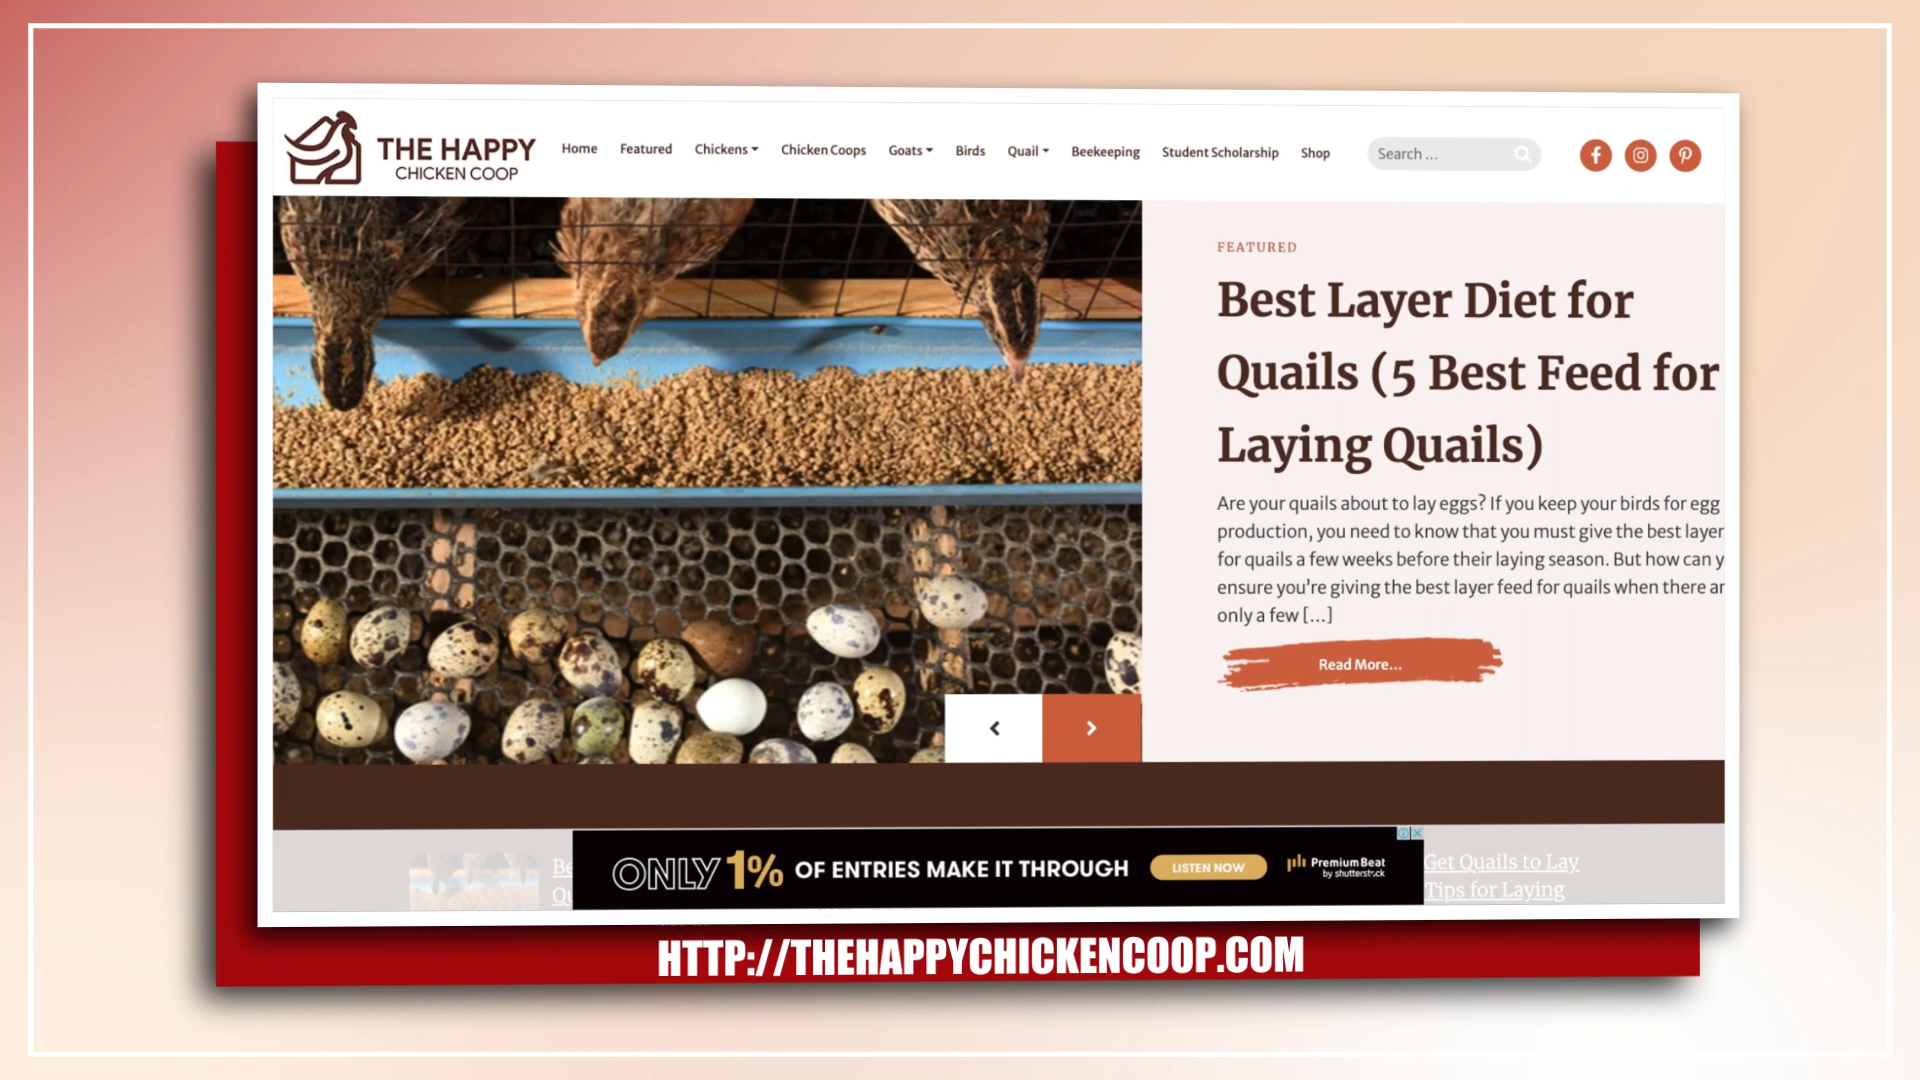 THE HAPPY
CHICKEN COOP
Home Featured Chickens Chicken Coops Goats Birds Quail Beekeeping Student Scholarship Shop
Search ...
FEATURED
Best Layer Diet for
Quails (5 Best Feed for
Laying Quails)
Are your quails about to lay eggs? If you keep your birds for egg
production, you need to know that you must give the best layer
for quails a few weeks before their laying season. But how can y
ensure you’re giving the best layer feed for quails when there ar
only a few [...]
Read More...
ONLY 1% OF ENTRIES MAKE IT THROUGH
LISTEN NOW
PremiumBeat
by shutterstock
Get Quails to Lay
Tips for Laying
HTTP://THEHAPPYCHICKENCOOP.COM